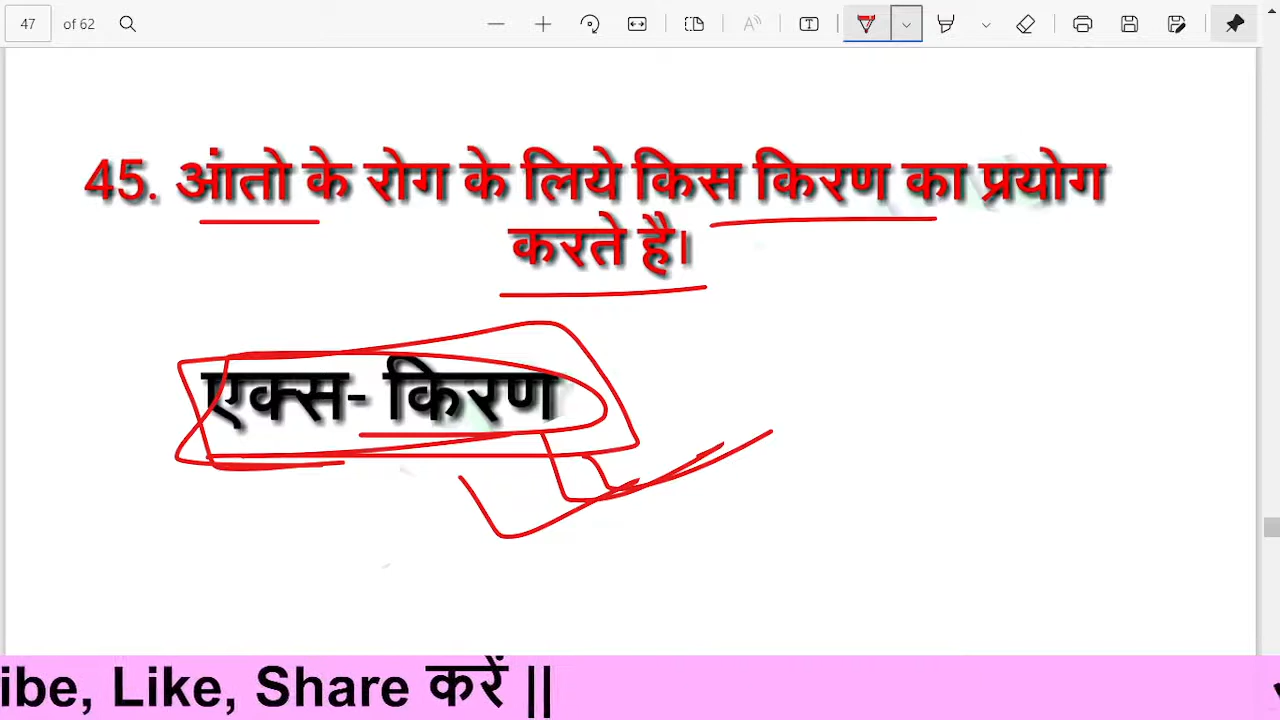 47 of 62
45. आंतो के रोग के लिये किस किरण का प्रयोग
करते है।
एक्स- किरण
ibe, Like, Share करें ||